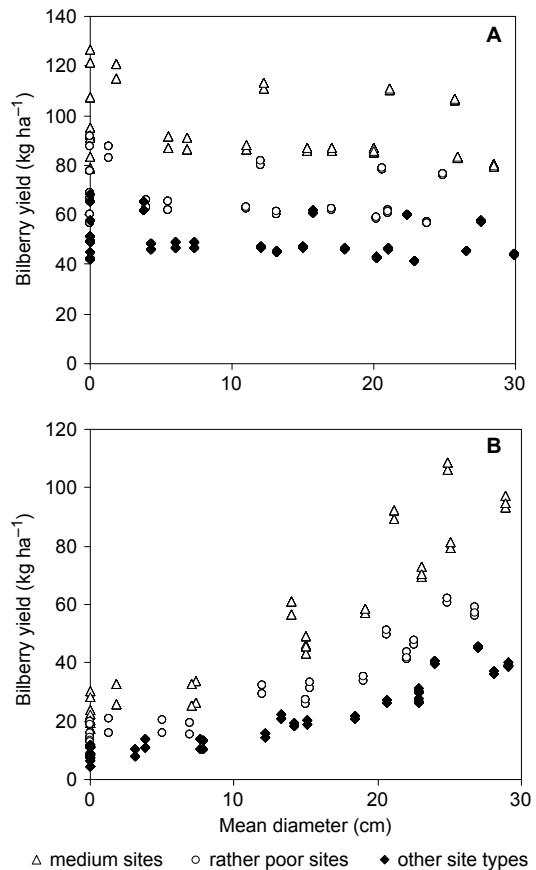 A
Bilberry yield (kg ha⁻¹)
140
120
100
80
60
40
20
0
0 10 20 30
B
Bilberry yield (kg ha⁻¹)
120
100
80
60
40
20
0
0 10 20 30
Mean diameter (cm)
△ medium sites ○ rather poor sites ◆ other site types